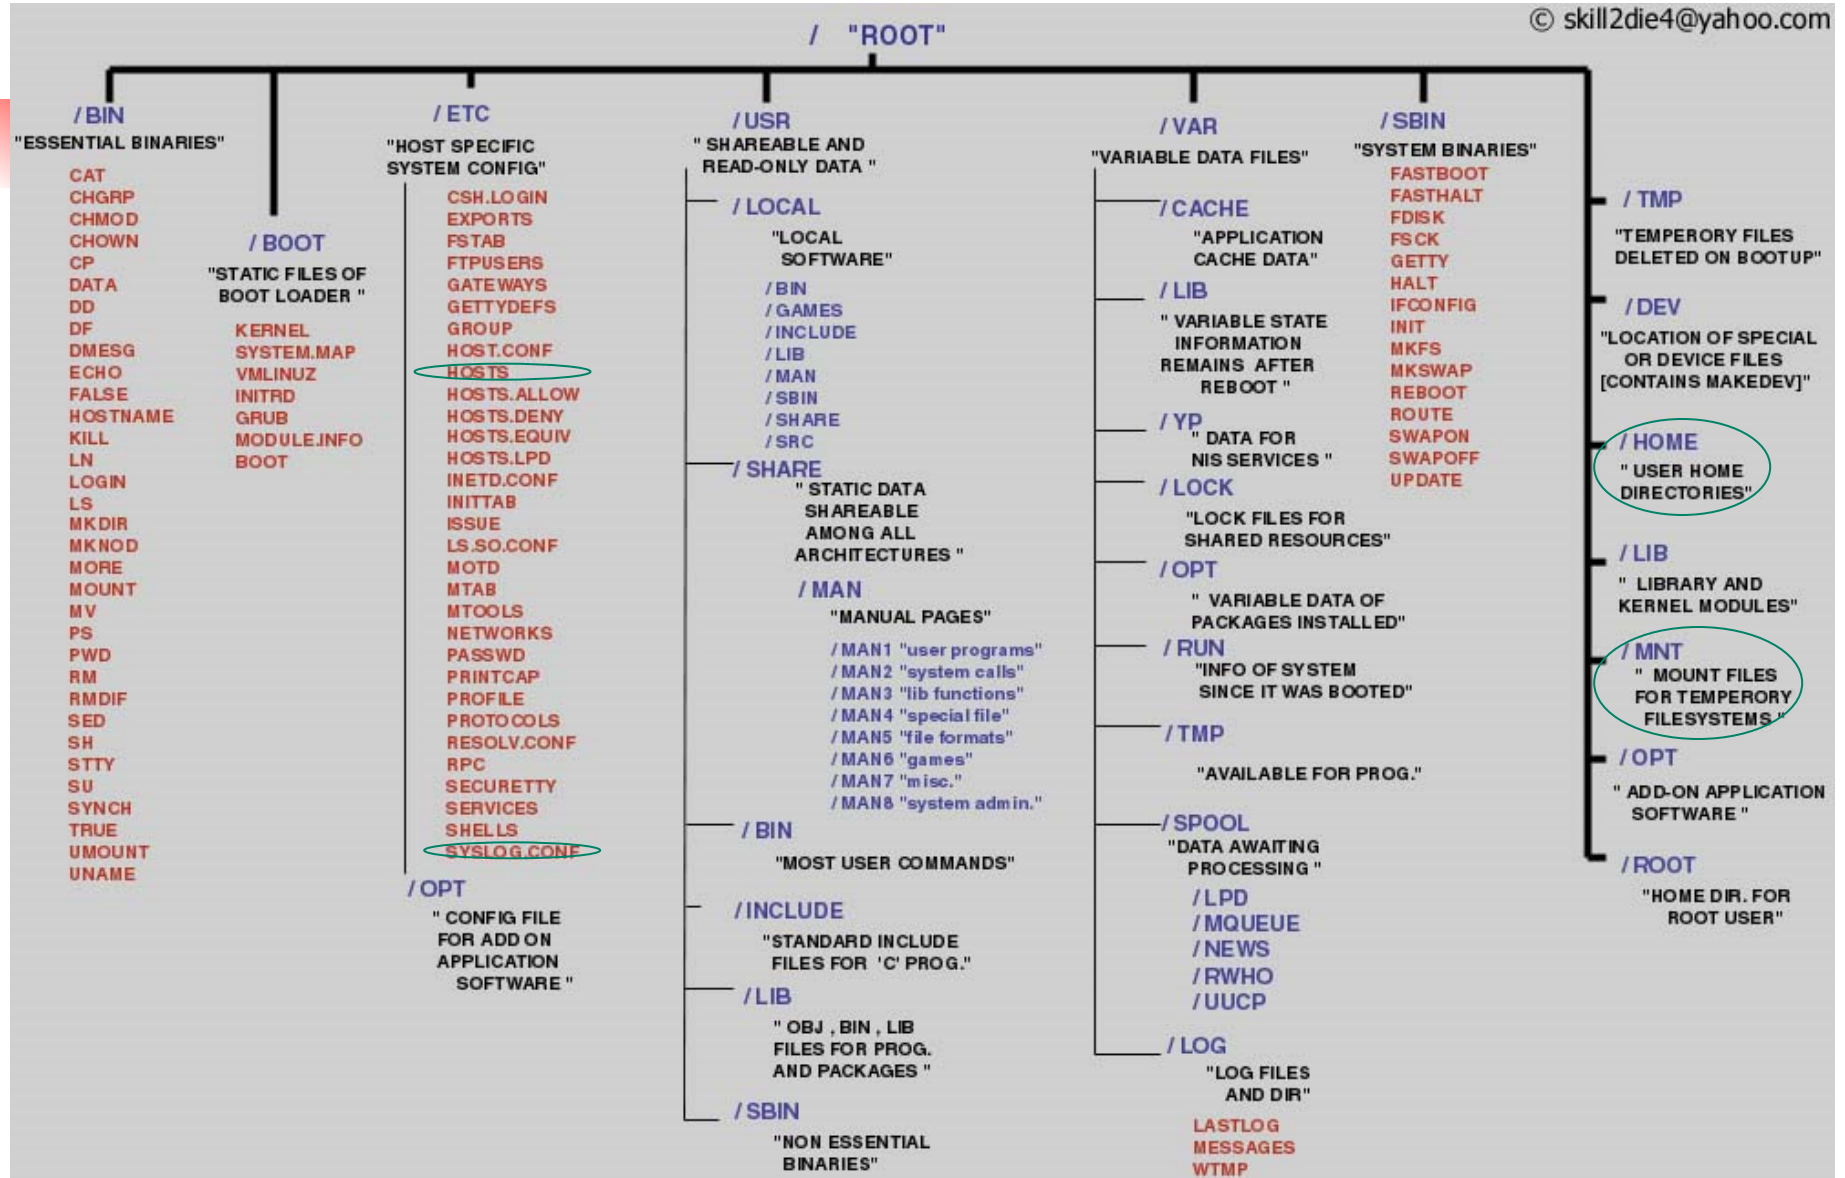 © skill2die4@yahoo.com
/ "ROOT"
/ BIN
"ESSENTIAL BINARIES"
CAT
CHGRP
CHMOD
CHOWN
CP
DATA
DD
DF
DMESG
ECHO
FALSE
HOSTNAME
KILL
LN
LOGIN
LS
MKDIR
MKNOD
MORE
MOUNT
MV
PS
PWD
RM
RMDIF
SED
SH
STTY
SU
SYNCH
TRUE
UMOUNT
UNAME
/ BOOT
"STATIC FILES OF
BOOT LOADER "
KERNEL
SYSTEM.MAP
VMLINUZ
INITRD
GRUB
MODULE.INFO
BOOT
/ ETC
"HOST SPECIFIC
SYSTEM CONFIG"
CSH.LOGIN
EXPORTS
FSTAB
FTPUSERS
GATEWAYS
GETTYDEFS
GROUP
HOST.CONF
HOSTS
HOSTS.ALLOW
HOSTS.DENY
HOSTS.EQUIV
HOSTS.LPD
INETD.CONF
INITTAB
ISSUE
LS.SO.CONF
MOTD
MTAB
MTOOLS
NETWORKS
PASSWD
PRINTCAP
PROFILE
PROTOCOLS
RESOLV.CONF
RPC
SECURETTY
SERVICES
SHELLS
SYSLOG.CONF
/ OPT
" CONFIG FILE
FOR ADD ON
APPLICATION
SOFTWARE "
/ USR
" SHAREABLE AND
READ-ONLY DATA "
/ LOCAL
"LOCAL
SOFTWARE"
/ BIN
/ GAMES
/ INCLUDE
/ LIB
/ MAN
/ SBIN
/ SHARE
/ SRC
/ SHARE
" STATIC DATA
SHAREABLE
AMONG ALL
ARCHITECTURES "
/ MAN
"MANUAL PAGES"
/ MAN1 "user programs"
/ MAN2 "system calls"
/ MAN3 "lib functions"
/ MAN4 "special file"
/ MAN5 "file formats"
/ MAN6 "games"
/ MAN7 "misc."
/ MAN8 "system admin."
/ BIN
"MOST USER COMMANDS"
/ INCLUDE
"STANDARD INCLUDE
FILES FOR 'C' PROG."
/ LIB
" OBJ , BIN , LIB
FILES FOR PROG.
AND PACKAGES "
/ SBIN
"NON ESSENTIAL
BINARIES"
/ VAR
"VARIABLE DATA FILES"
/ CACHE
"APPLICATION
CACHE DATA"
/ LIB
" VARIABLE STATE
INFORMATION
REMAINS AFTER
REBOOT "
/ YP
" DATA FOR
NIS SERVICES "
/ LOCK
"LOCK FILES FOR
SHARED RESOURCES"
/ OPT
" VARIABLE DATA OF
PACKAGES INSTALLED"
/ RUN
"INFO OF SYSTEM
SINCE IT WAS BOOTED"
/ TMP
"AVAILABLE FOR PROG."
/ SPOOL
"DATA AWAITING
PROCESSING "
/ LPD
/ MQUEUE
/ NEWS
/ RWHO
/ UUCP
/ LOG
"LOG FILES
AND DIR"
LASTLOG
MESSAGES
WTMP
/ SBIN
"SYSTEM BINARIES"
FASTBOOT
FASTHALT
FDISK
FSCK
GETTY
HALT
IFCONFIG
INIT
MKFS
MKSWAP
REBOOT
ROUTE
SWAPON
SWAPOFF
UPDATE
/ TMP
"TEMPERORY FILES
DELETED ON BOOTUP"
/ DEV
"LOCATION OF SPECIAL
OR DEVICE FILES
[CONTAINS MAKEDEV]"
/ HOME
" USER HOME
DIRECTORIES"
/ LIB
" LIBRARY AND
KERNEL MODULES"
/ MNT
" MOUNT FILES
FOR TEMPERORY
FILESYSTEMS "
/ OPT
" ADD-ON APPLICATION
SOFTWARE "
/ ROOT
"HOME DIR. FOR
ROOT USER"